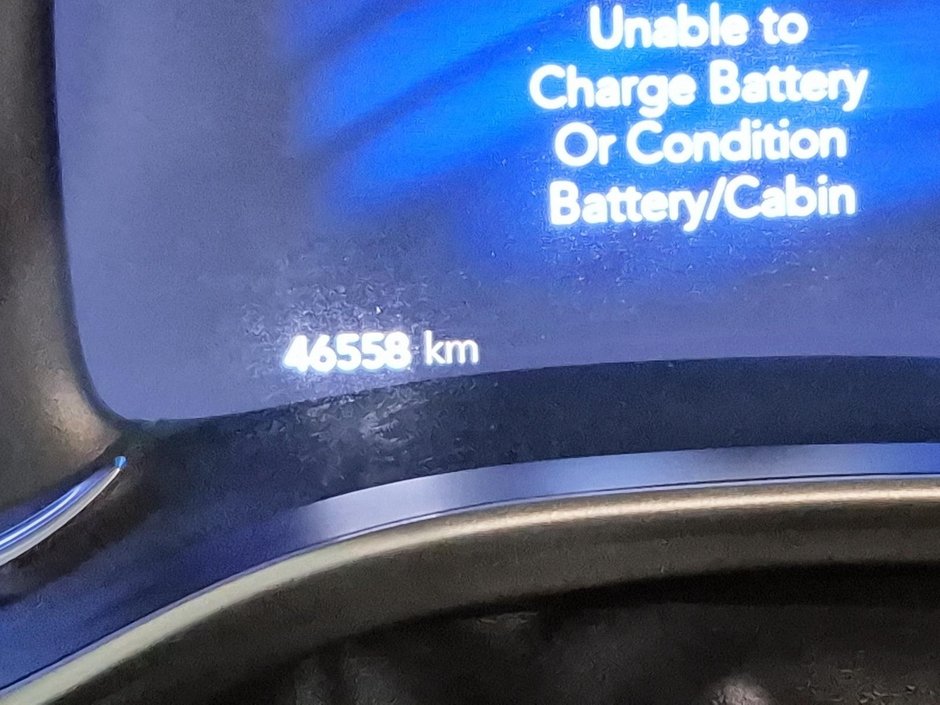 Unable to
Charge Battery
Or Condition
Battery/Cabin
46558 km